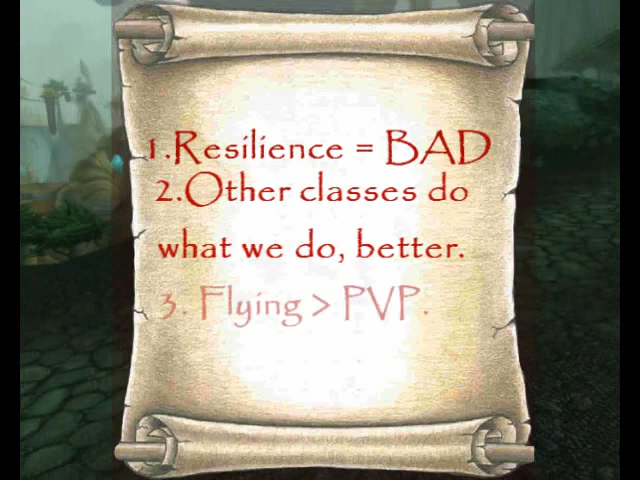 1.Resilience = BAD
2.Other classes do
what we do, better.
3. Flying > PVP.